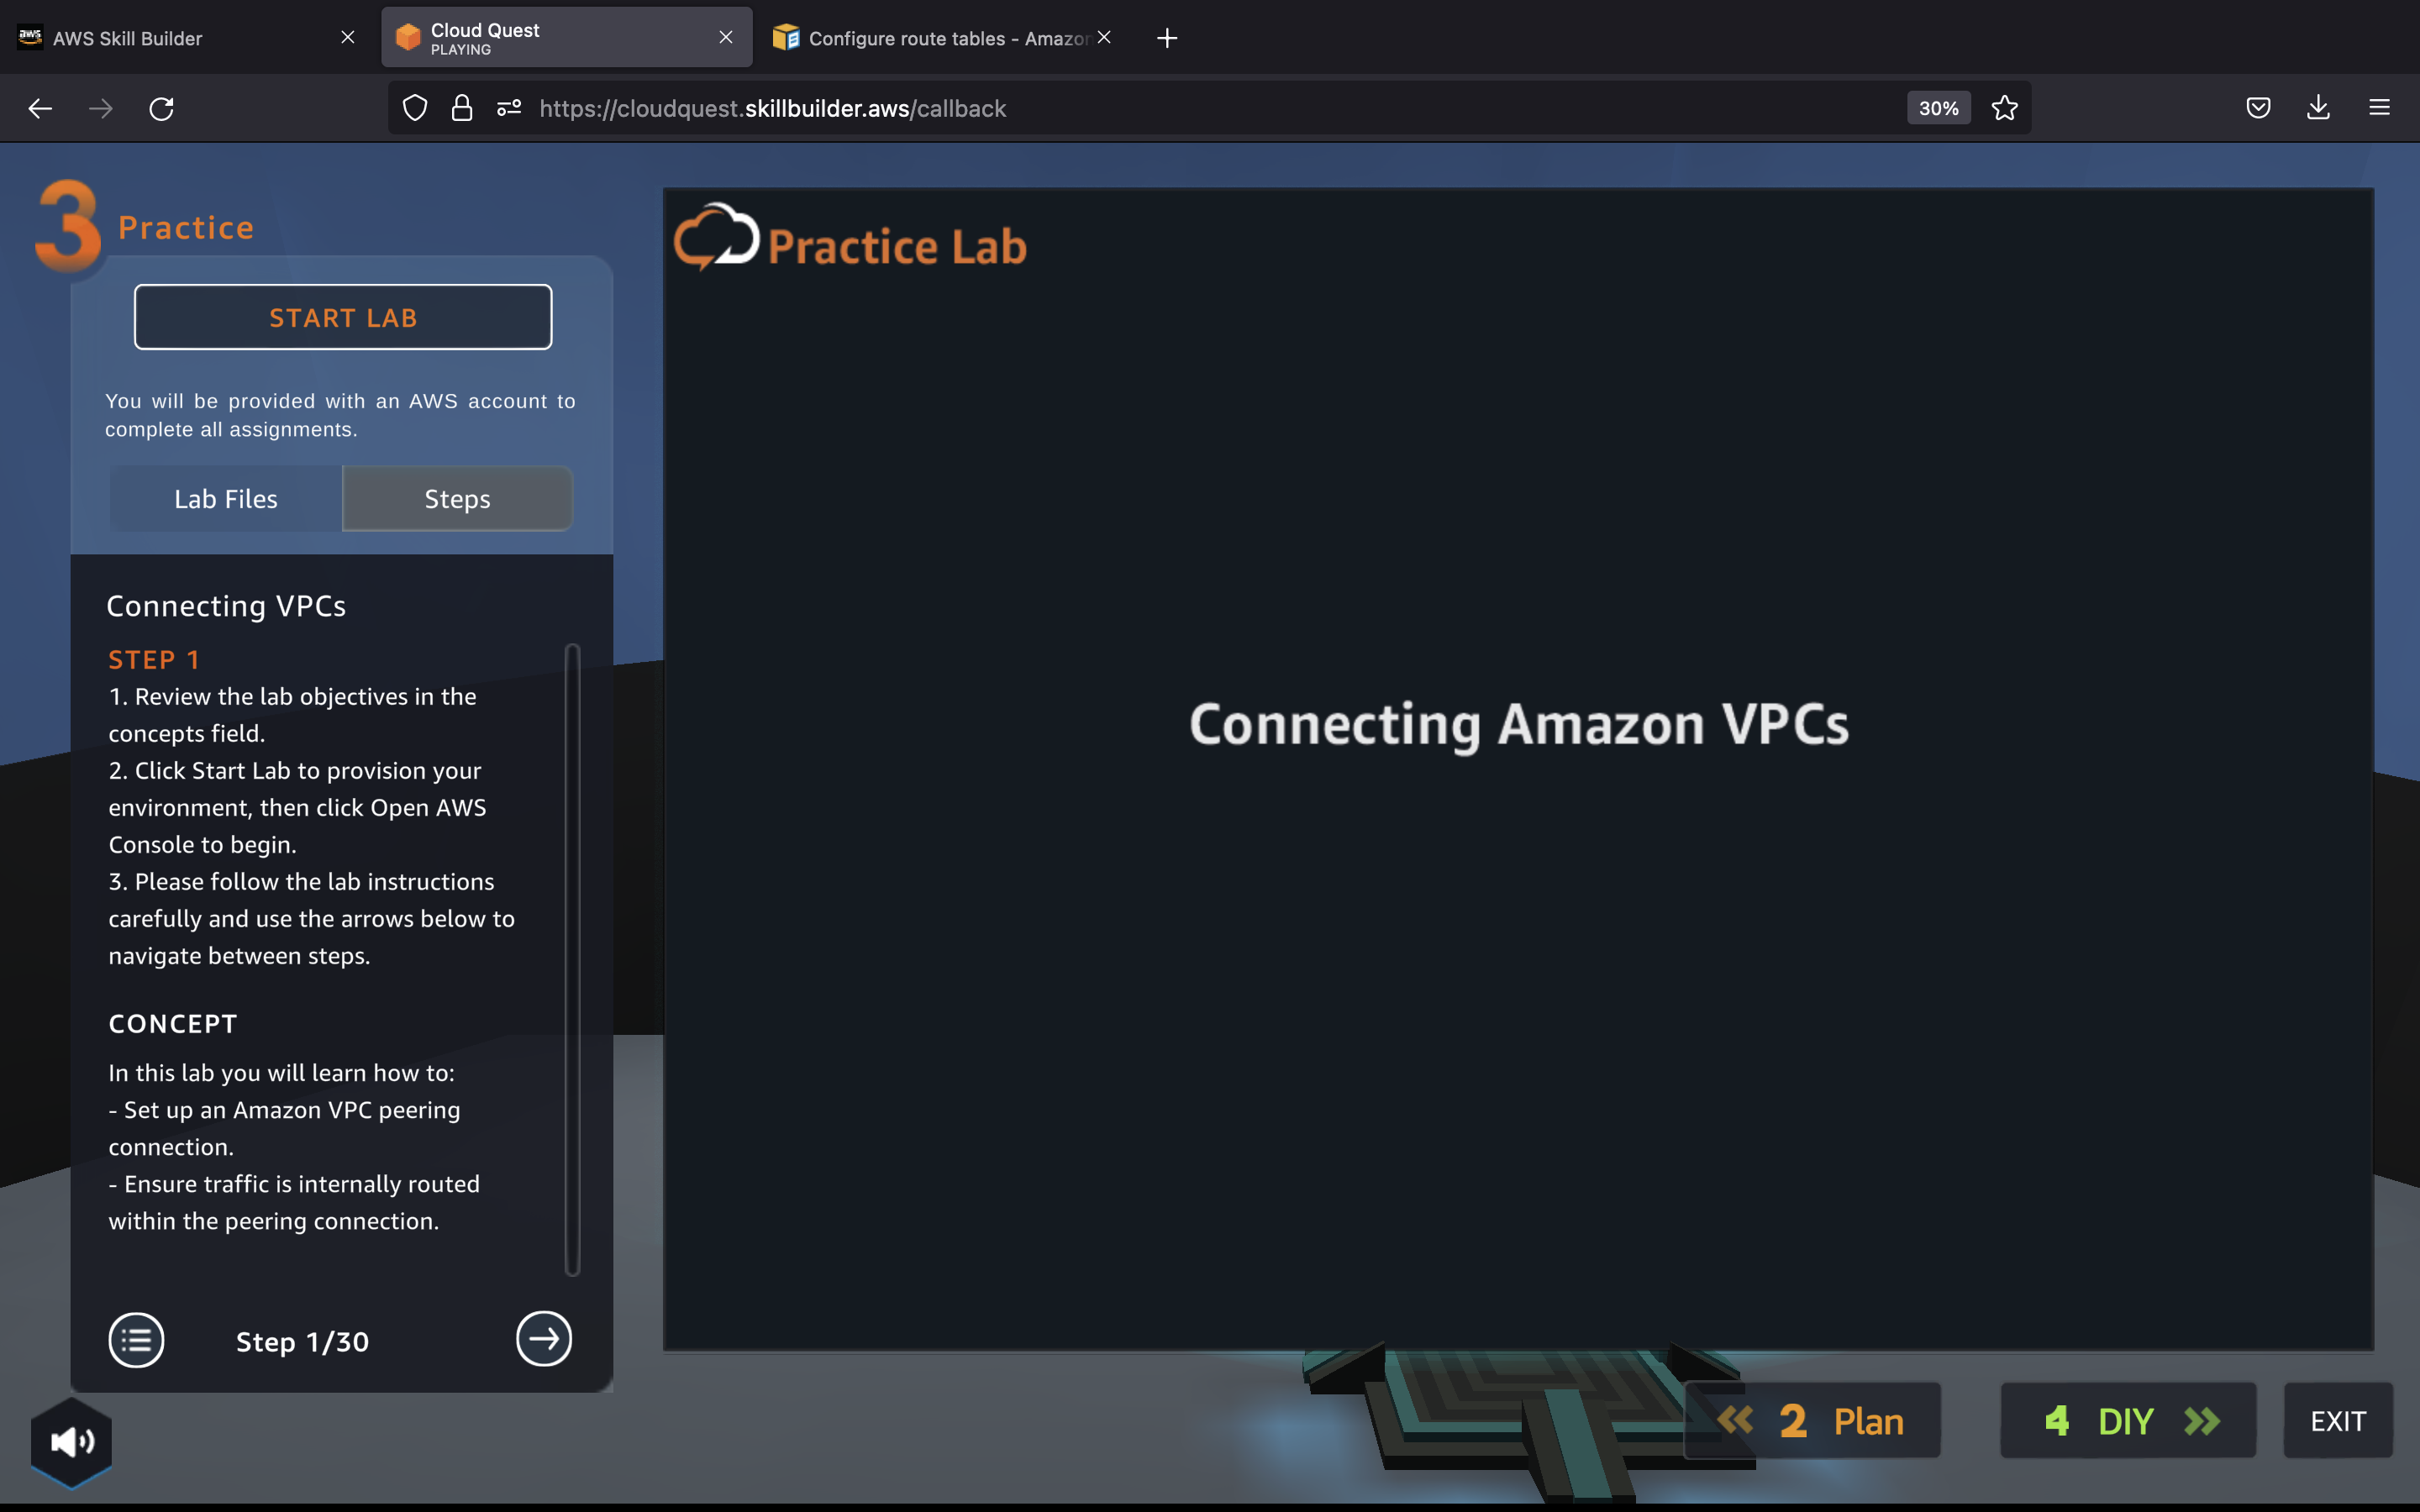 aws
AWS Skill Builder
Cloud Quest
PLAYING
Configure route tables - Amazon
https://cloudquest.skillbuilder.aws/callback
30%
3 Practice
START LAB
You will be provided with an AWS account to
complete all assignments.
Lab Files
Steps
Connecting VPCs
STEP 1
1. Review the lab objectives in the
concepts field.
2. Click Start Lab to provision your
environment, then click Open AWS
Console to begin.
3. Please follow the lab instructions
carefully and use the arrows below to
navigate between steps.
CONCEPT
In this lab you will learn how to:
- Set up an Amazon VPC peering
connection.
- Ensure traffic is internally routed
within the peering connection.
Step 1/30
Practice Lab
Connecting Amazon VPCs
2 Plan
4 DIY
EXIT